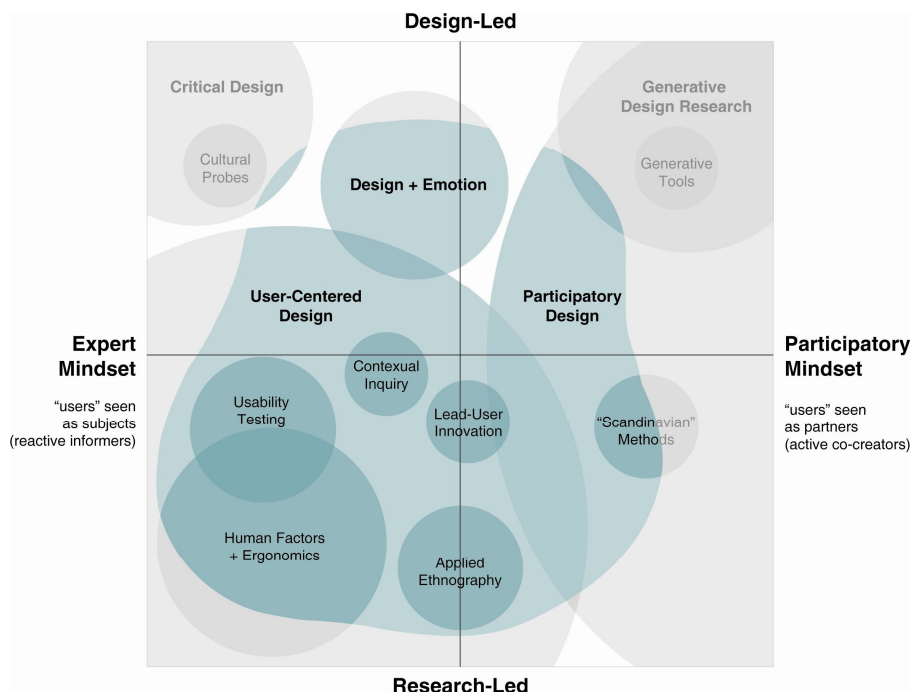 Design-Led
Critical Design
Cultural
Probes
Generative
Design Research
Generative
Tools
Design + Emotion
User-Centered
Design
Participatory
Design
Expert
Mindset
“users” seen
as subjects
(reactive informers)
Participatory
Mindset
“users” seen
as partners
(active co-creators)
Contexual
Inquiry
Usability
Testing
Lead-User
Innovation
“Scandinavian”
Methods
Human Factors
+ Ergonomics
Applied
Ethnography
Research-Led